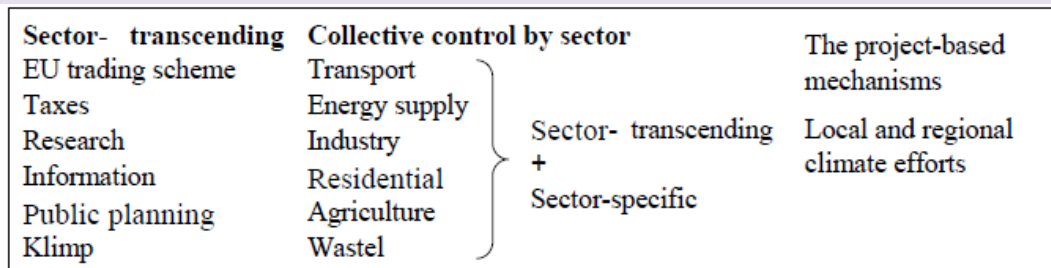 Sector- transcending
EU trading scheme
Taxes
Research
Information
Public planning
Klimp
Collective control by sector
Transport
Energy supply
Industry
Residential
Agriculture
Wastel
Sector- transcending
+
Sector-specific
The project-based
mechanisms
Local and regional
climate efforts